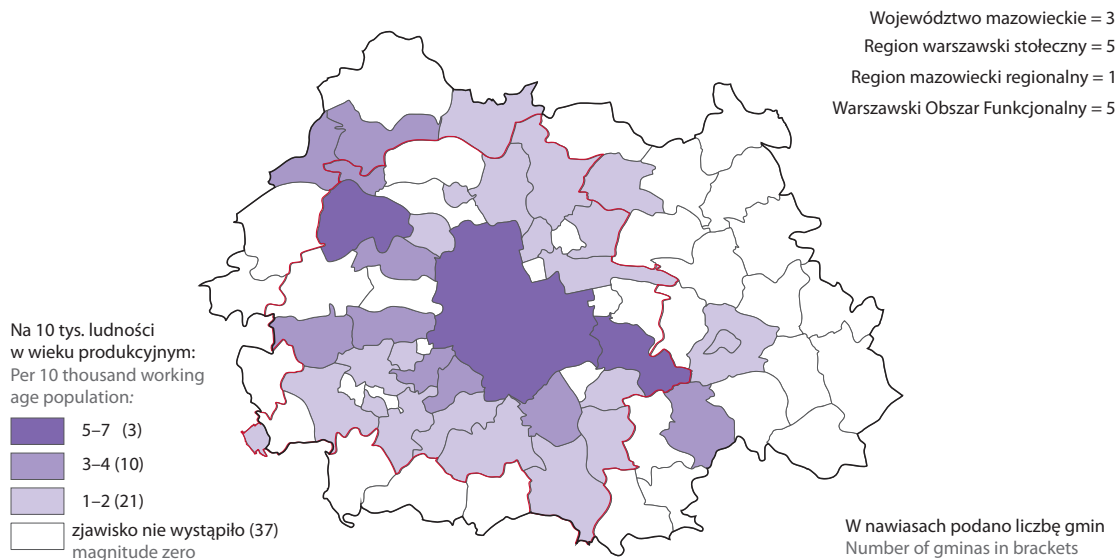 Województwo mazowieckie = 3
Region warszawski stołeczny = 5
Region mazowiecki regionalny = 1
Warszawski Obszar Funkcjonalny = 5
Na 10 tys. ludności
w wieku produkcyjnym:
Per 10 thousand working
age population:
5–7 (3)
3–4 (10)
1–2 (21)
zjawisko nie wystąpiło (37)
magnitude zero
W nawiasach podano liczbę gmin
Number of gminas in brackets